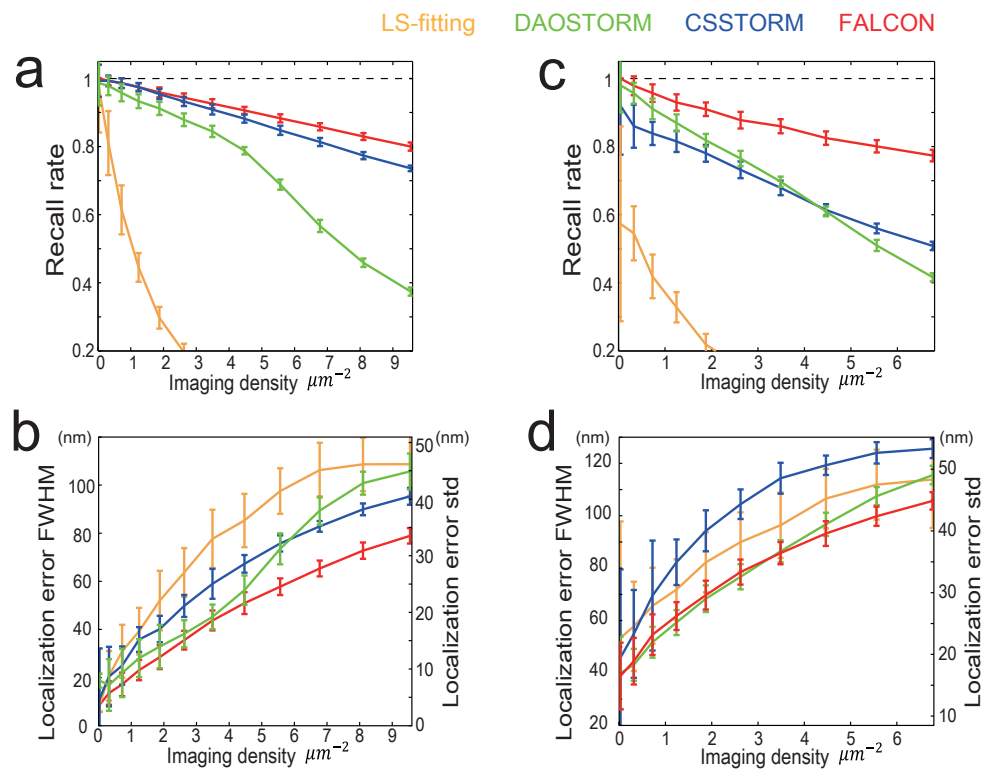 LS-fitting DAOSTORM CSSTORM FALCON
a
1
0.8
0.6
0.4
0.2
Recall rate
0 1 2 3 4 5 6 7 8 9
Imaging density μm⁻²
c
1
0.8
0.6
0.4
0.2
Recall rate
0 1 2 3 4 5 6
Imaging density μm⁻²
b
(nm)
100
80
60
40
20
0
Localization error FWHM
(nm)
50
40
30
20
10
0
Localization error std
0 1 2 3 4 5 6 7 8 9
Imaging density μm⁻²
d
(nm)
120
100
80
60
40
20
Localization error FWHM
(nm)
50
40
30
20
10
Localization error std
0 1 2 3 4 5 6
Imaging density μm⁻²